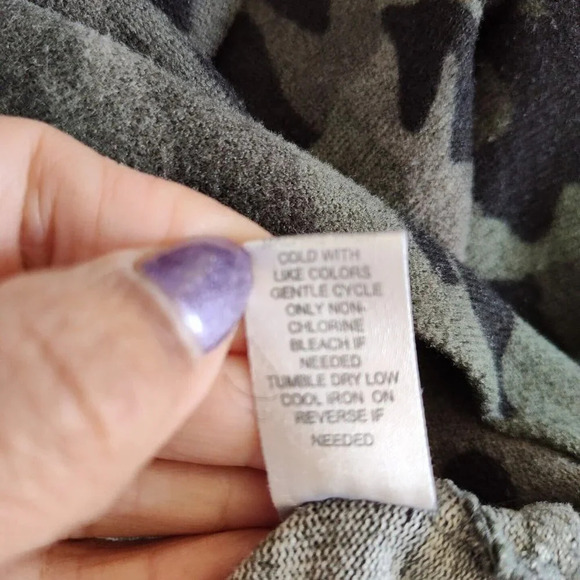 COLD WITH
LIKE COLORS
GENTLE CYCLE
ONLY NON-
CHLORINE
BLEACH IF
NEEDED
TUMBLE DRY LOW
COOL IRON ON
REVERSE IF
NEEDED